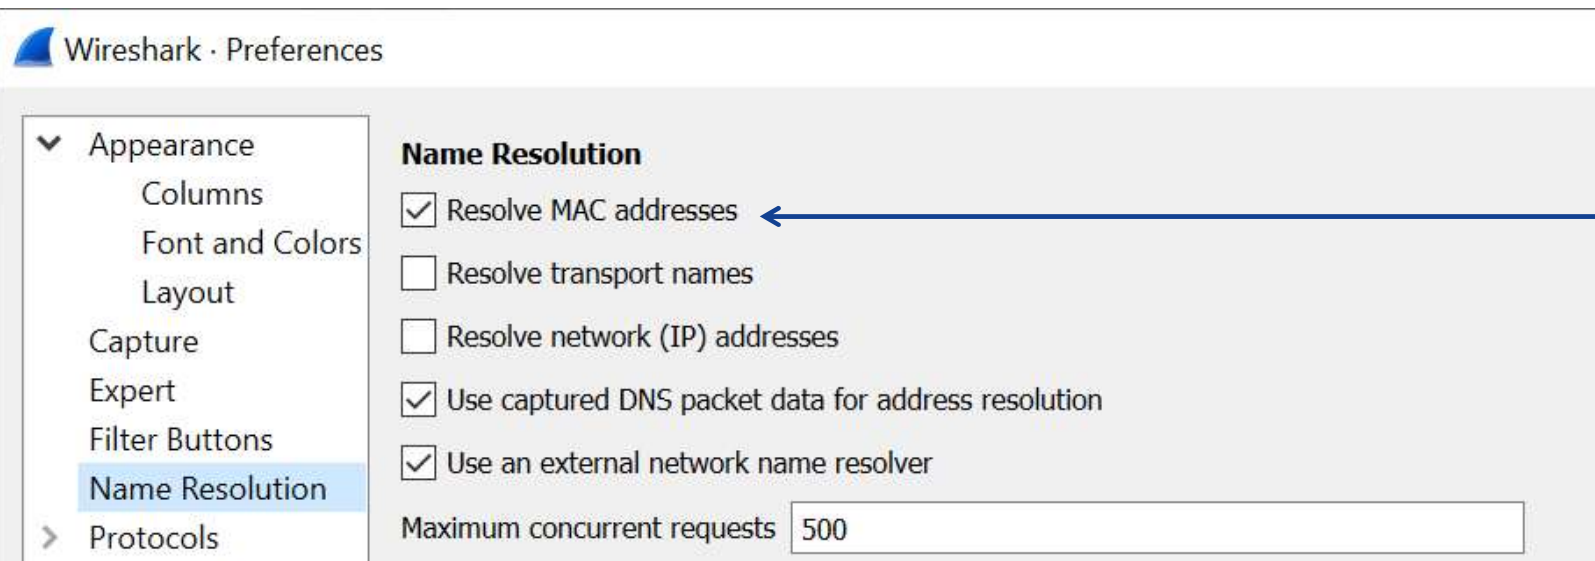 Wireshark · Preferences
Appearance
Columns
Font and Colors
Layout
Capture
Expert
Filter Buttons
Name Resolution
Protocols
Name Resolution
Resolve MAC addresses
Resolve transport names
Resolve network (IP) addresses
Use captured DNS packet data for address resolution
Use an external network name resolver
Maximum concurrent requests 500